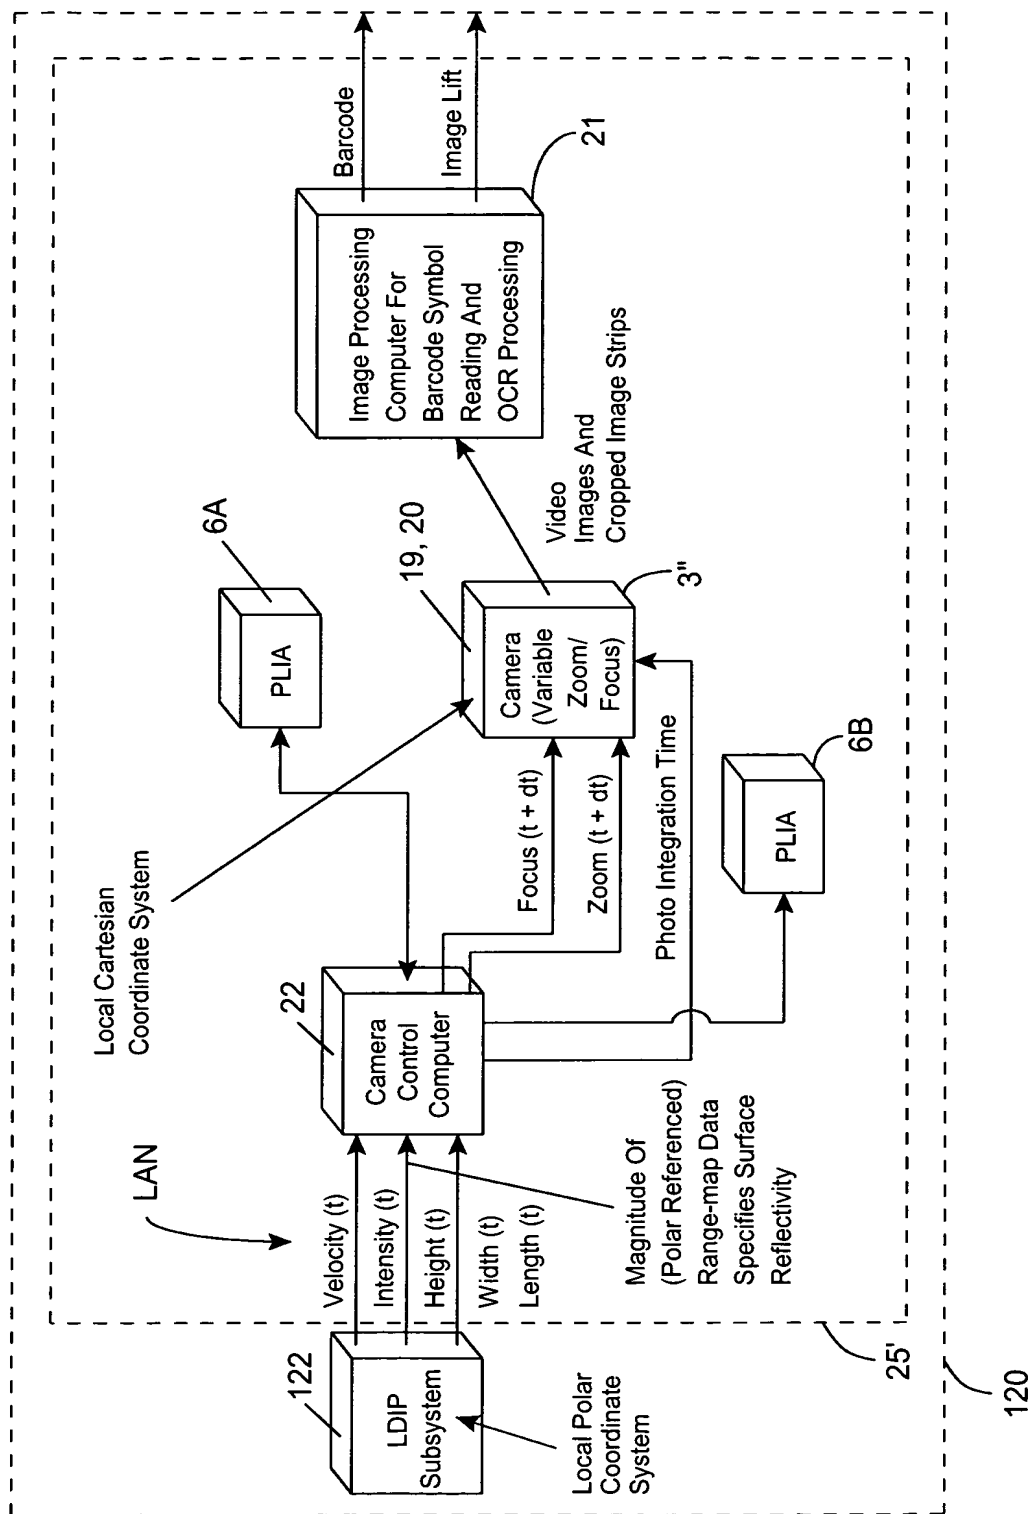 LDIP
Subsystem
122
Local Polar
Coordinate
System
LAN
Velocity (t)
Intensity (t)
Height (t)
Width (t)
Length (t)
Magnitude Of
(Polar Referenced)
Range-map Data
Specifies Surface
Reflectivity
22
Camera
Control
Computer
Local Cartesian
Coordinate System
6A
PLIA
Focus (t + dt)
Zoom (t + dt)
Photo Integration Time
6B
PLIA
19, 20
Camera
(Variable
Zoom/
Focus)
3"
Video
Images And
Cropped Image Strips
Image Processing
Computer For
Barcode Symbol
Reading And
OCR Processing
21
Barcode
Image Lift
25'
120